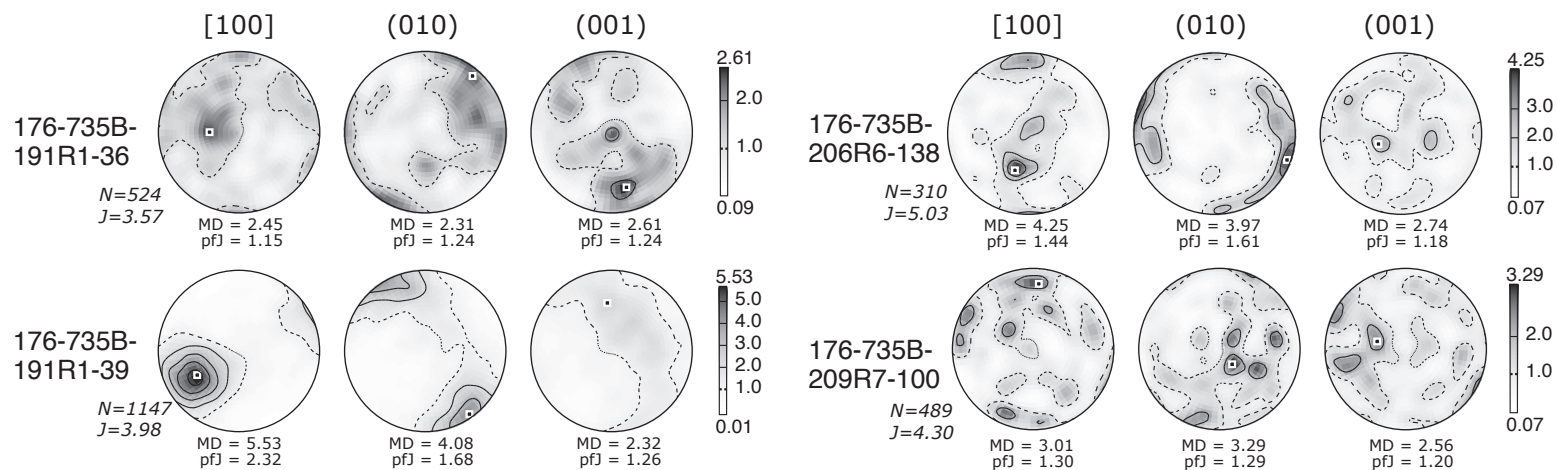 [100] (010) (001)
176-735B-
191R1-36
N=524
J=3.57
MD = 2.45
pfJ = 1.15
MD = 2.31
pfJ = 1.24
MD = 2.61
pfJ = 1.24
2.61
2.0
1.0
0.09
176-735B-
191R1-39
N=1147
J=3.98
MD = 5.53
pfJ = 2.32
MD = 4.08
pfJ = 1.68
MD = 2.32
pfJ = 1.26
5.53
5.0
4.0
3.0
2.0
1.0
0.01
[100] (010) (001)
176-735B-
206R6-138
N=310
J=5.03
MD = 4.25
pfJ = 1.44
MD = 3.97
pfJ = 1.61
MD = 2.74
pfJ = 1.18
4.25
3.0
2.0
1.0
0.07
176-735B-
209R7-100
N=489
J=4.30
MD = 3.01
pfJ = 1.30
MD = 3.29
pfJ = 1.29
MD = 2.56
pfJ = 1.20
3.29
2.0
1.0
0.07